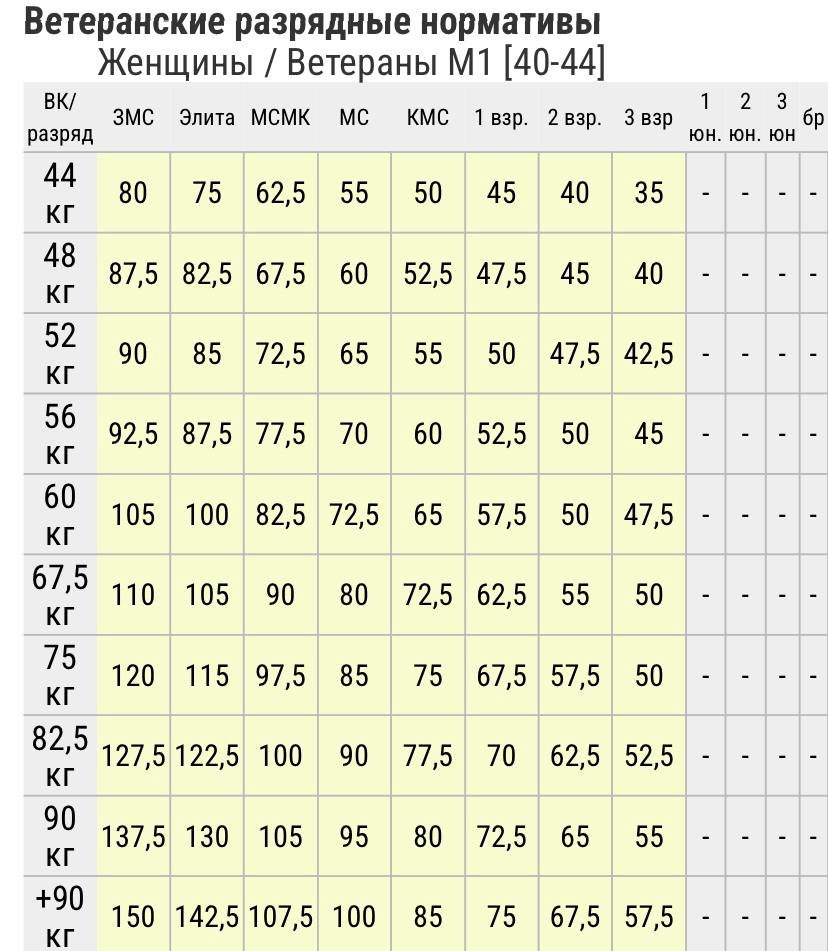 Ветеранские разрядные нормативы
Женщины / Ветераны M1 [40-44]
ВК/разряд ЗМС Элита МСМК МС КМС 1 взр. 2 взр. 3 взр 1 юн. 2 юн. 3 юн бр
44 кг 80 75 62,5 55 50 45 40 35 - - - -
48 кг 87,5 82,5 67,5 60 52,5 47,5 45 40 - - - -
52 кг 90 85 72,5 65 55 50 47,5 42,5 - - - -
56 кг 92,5 87,5 77,5 70 60 52,5 50 45 - - - -
60 кг 105 100 82,5 72,5 65 57,5 50 47,5 - - - -
67,5 кг 110 105 90 80 72,5 62,5 55 50 - - - -
75 кг 120 115 97,5 85 75 67,5 57,5 50 - - - -
82,5 кг 127,5 122,5 100 90 77,5 70 62,5 52,5 - - - -
90 кг 137,5 130 105 95 80 72,5 65 55 - - - -
+90 кг 150 142,5 107,5 100 85 75 67,5 57,5 - - - -